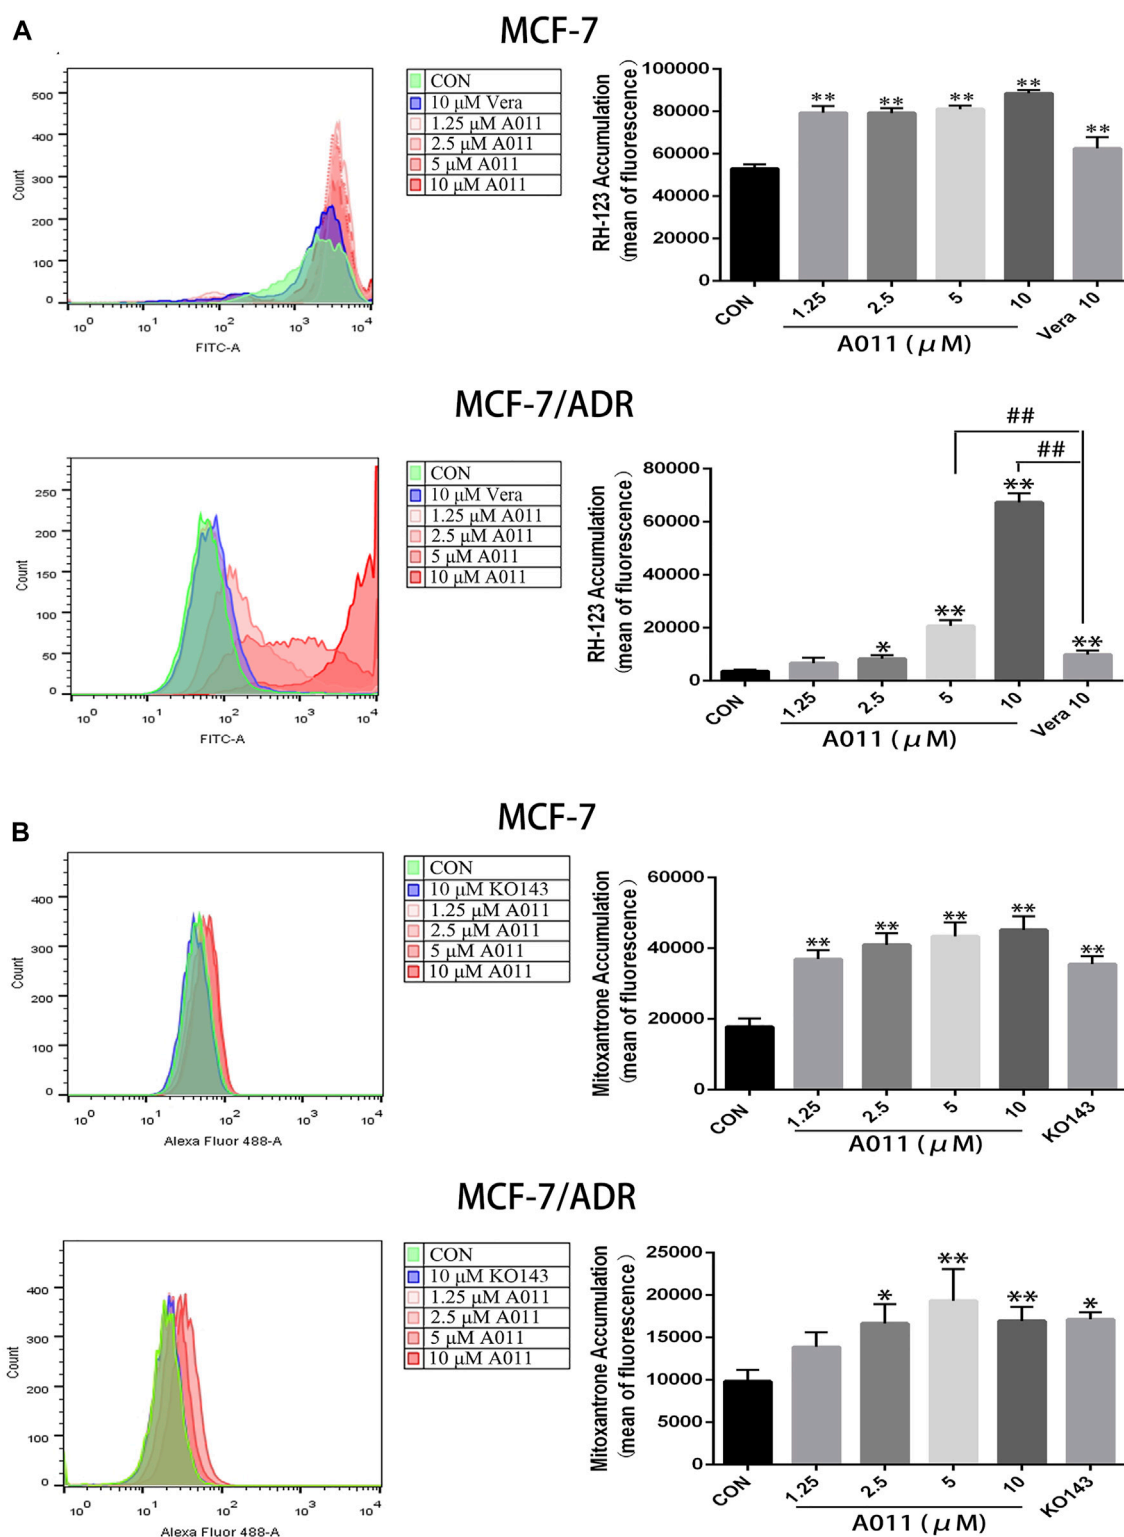 A
MCF-7
500
400
300
200
100
0
Count
10⁰ 10¹ 10² 10³ 10⁴
FITC-A
CON
10 μM Vera
1.25 μM A011
2.5 μM A011
5 μM A011
10 μM A011
RH-123 Accumulation
(mean of fluorescence)
100000
80000
60000
40000
20000
0
** ** ** ** **
CON 1.25 2.5 5 10 Vera 10
A011 (μM)
MCF-7/ADR
250
200
150
100
50
0
Count
10⁰ 10¹ 10² 10³ 10⁴
FITC-A
CON
10 μM Vera
1.25 μM A011
2.5 μM A011
5 μM A011
10 μM A011
RH-123 Accumulation
(mean of fluorescence)
80000
60000
40000
20000
0
##
##
* ** ** **
CON 1.25 2.5 5 10 Vera 10
A011 (μM)
B
MCF-7
400
300
200
100
0
Count
10⁰ 10¹ 10² 10³ 10⁴
Alexa Fluor 488-A
CON
10 μM KO143
1.25 μM A011
2.5 μM A011
5 μM A011
10 μM A011
Mitoxantrone Accumulation
(mean of fluorescence)
60000
40000
20000
0
** ** ** ** **
CON 1.25 2.5 5 10 KO143
A011 (μM)
MCF-7/ADR
400
300
200
100
0
Count
10⁰ 10¹ 10² 10³ 10⁴
Alexa Fluor 488-A
CON
10 μM KO143
1.25 μM A011
2.5 μM A011
5 μM A011
10 μM A011
Mitoxantrone Accumulation
(mean of fluorescence)
25000
20000
15000
10000
5000
0
* ** ** *
CON 1.25 2.5 5 10 KO143
A011 (μM)